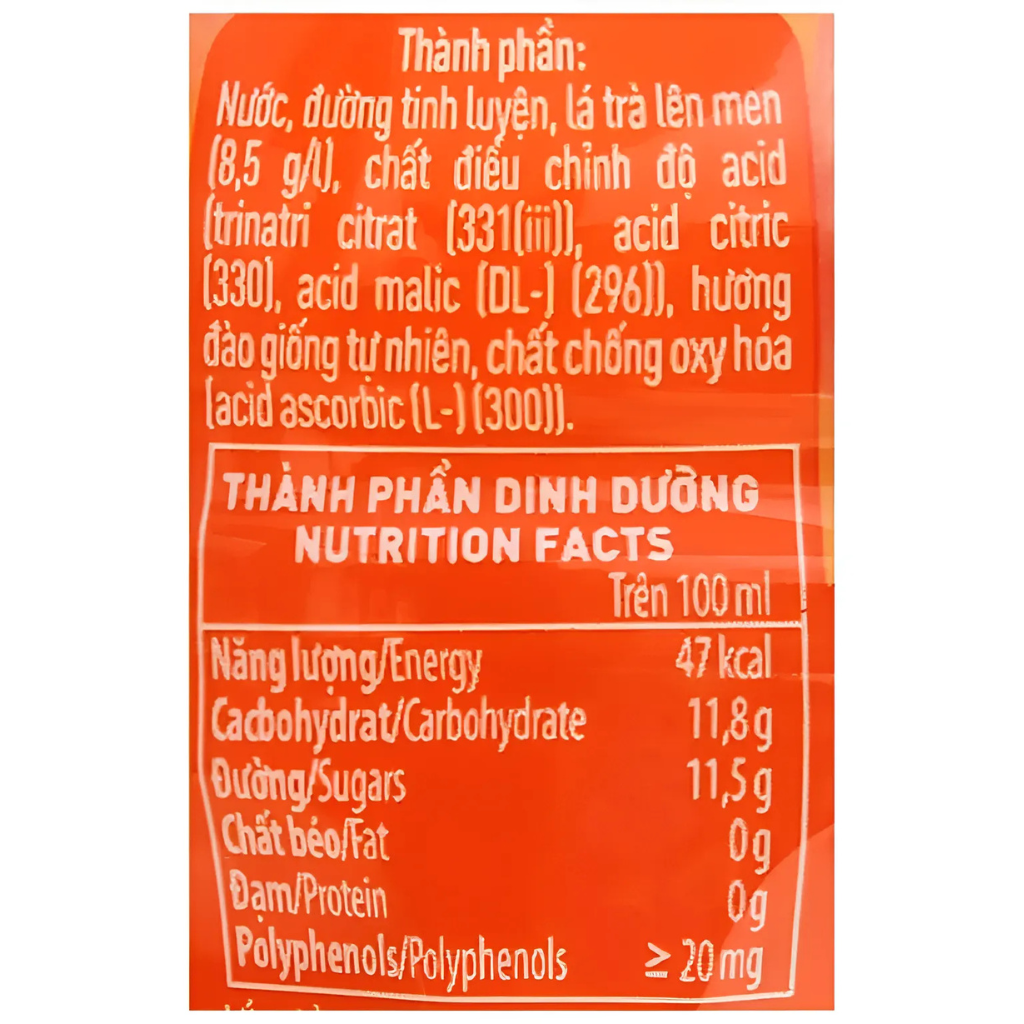 Thành phần:
Nước, đường tinh luyện, lá trà lên men
(8,5 g/l), chất điều chỉnh độ acid
(trinatri citrat (331(iii)), acid citric
(330), acid malic (DL-) (296)), hương
đào giống tự nhiên, chất chống oxy hóa
(acid ascorbic (L-) (300)).
THÀNH PHẦN DINH DƯỠNG
NUTRITION FACTS
Trên 100 ml
Năng lượng/Energy 47 kcal
Cacbohydrat/Carbohydrate 11,8 g
Đường/Sugars 11,5 g
Chất béo/Fat 0g
Đạm/Protein 0g
Polyphenols/Polyphenols ≥ 20 mg